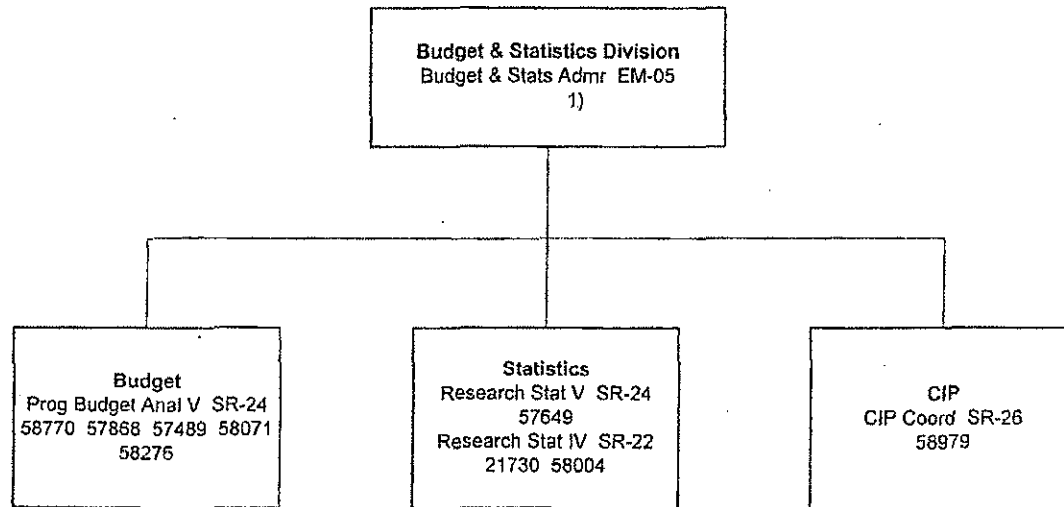 Budget & Statistics Division
Budget & Stats Admr EM-05
1)
Budget
Prog Budget Anal V SR-24
58770 57868 57489 58071
58276
Statistics
Research Stat V SR-24
57649
Research Stat IV SR-22
21730 58004
CIP
CIP Coord SR-26
58979